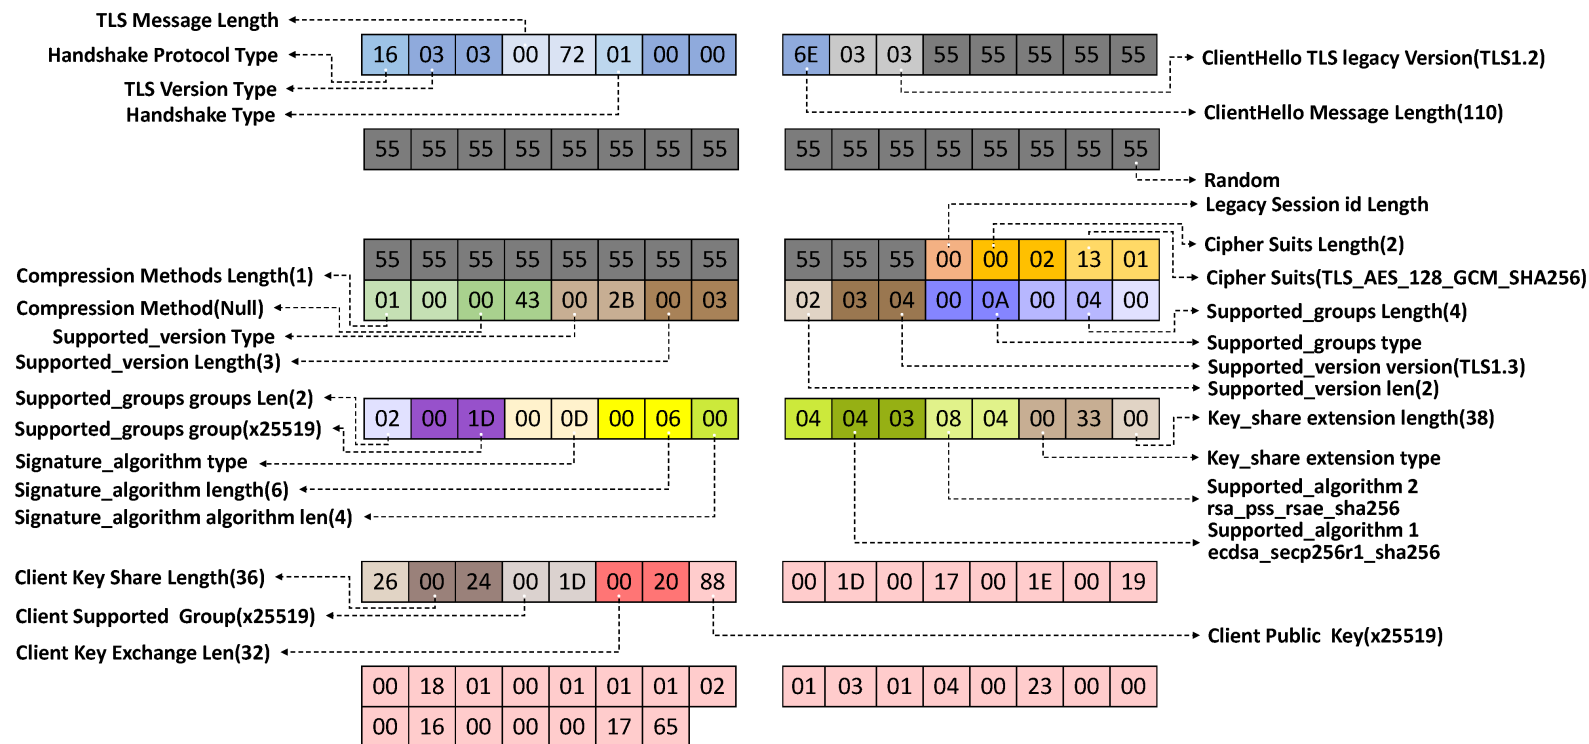 TLS Message Length
Handshake Protocol Type
TLS Version Type
Handshake Type
16 03 03 00 72 01 00 00
6E 03 03 55 55 55 55 55
ClientHello TLS legacy Version(TLS1.2)
ClientHello Message Length(110)
55 55 55 55 55 55 55 55
55 55 55 55 55 55 55 55
Random
Legacy Session id Length
55 55 55 55 55 55 55 55
55 55 55 00 00 02 13 01
Cipher Suits Length(2)
Cipher Suits(TLS_AES_128_GCM_SHA256)
Compression Methods Length(1)
Compression Method(Null)
Supported_version Type
Supported_version Length(3)
01 00 00 43 00 2B 00 03
02 03 04 00 0A 00 04 00
Supported_groups Length(4)
Supported_groups type
Supported_version version(TLS1.3)
Supported_version len(2)
Supported_groups groups Len(2)
Supported_groups group(x25519)
Signature_algorithm type
Signature_algorithm length(6)
Signature_algorithm algorithm len(4)
02 00 1D 00 0D 00 06 00
04 04 03 08 04 00 33 00
Key_share extension length(38)
Key_share extension type
Supported_algorithm 2
rsa_pss_rsae_sha256
Supported_algorithm 1
ecdsa_secp256r1_sha256
Client Key Share Length(36)
Client Supported Group(x25519)
Client Key Exchange Len(32)
26 00 24 00 1D 00 20 88
00 1D 00 17 00 1E 00 19
Client Public Key(x25519)
00 18 01 00 01 01 01 02
01 03 01 04 00 23 00 00
00 16 00 00 00 17 65